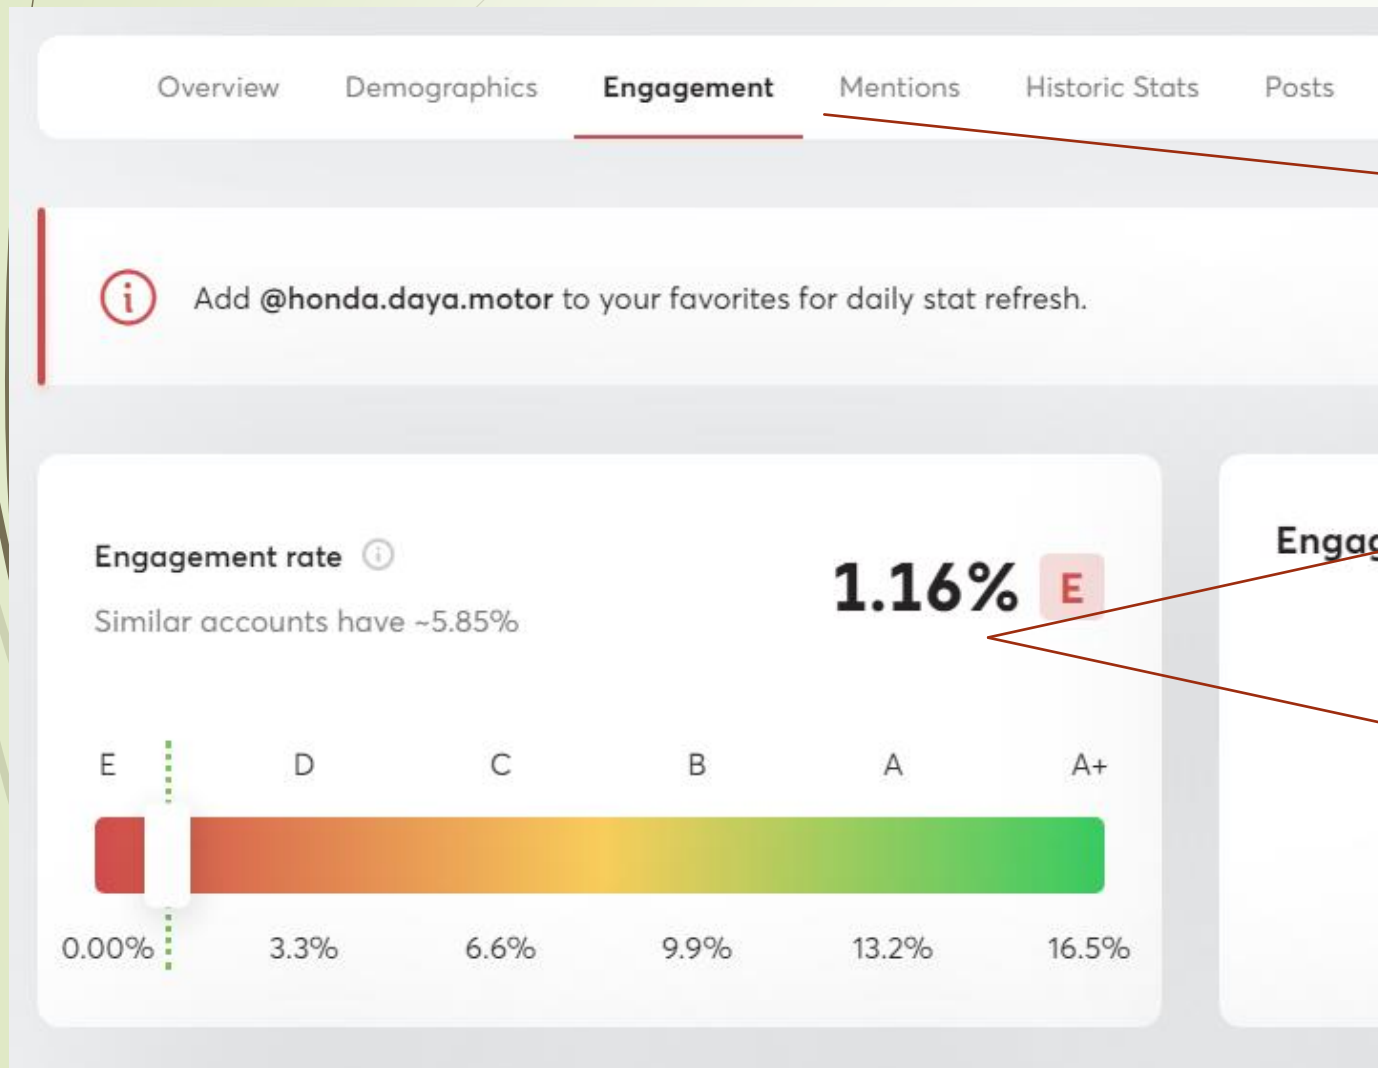 Overview Demographics Engagement Mentions Historic Stats Posts
Add @honda.daya.motor to your favorites for daily stat refresh.
Engagement rate
Similar accounts have ~5.85%
1.16% E
Engag
E D C B A A+
0.00% 3.3% 6.6% 9.9% 13.2% 16.5%